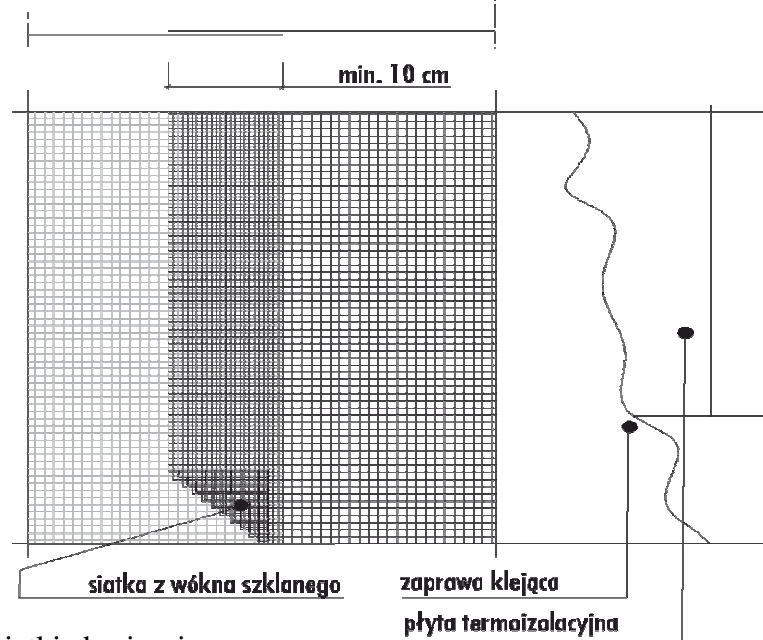 min. 10 cm
siatka z wókna szklanego
zaprawa klejąca
płyta termoizolacyjna